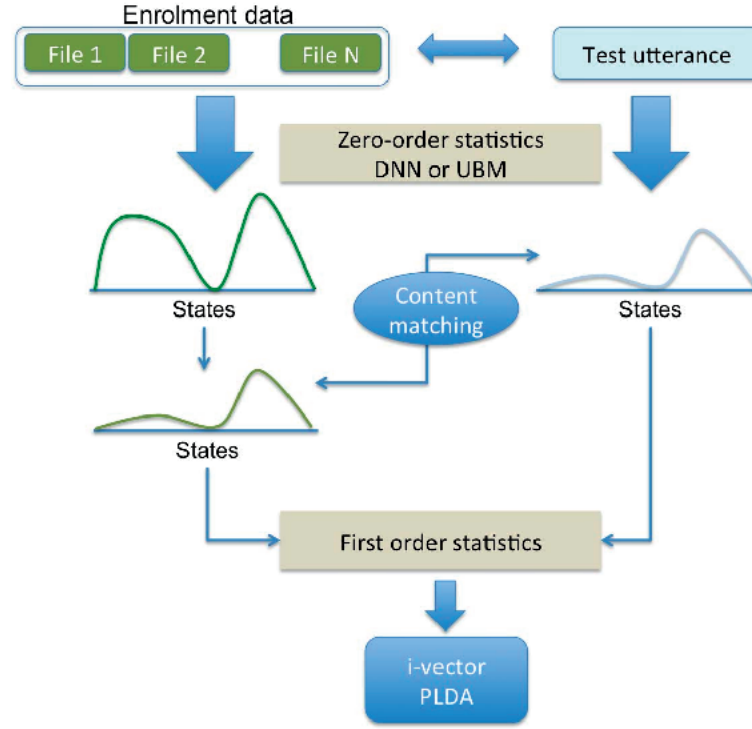 Enrolment data
File 1
File 2
File N
Test utterance
Zero-order statistics
DNN or UBM
States
Content
matching
States
States
First order statistics
i-vector
PLDA